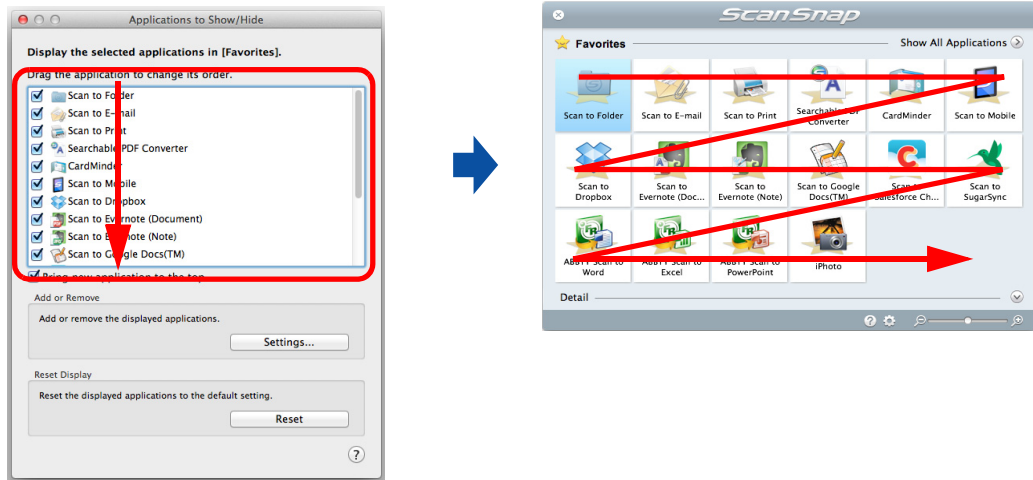 Applications to Show/Hide
Display the selected applications in [Favorites].
Drag the application to change its order.
Scan to Folder
Scan to E-mail
Scan to Print
Searchable PDF Converter
CardMinder
Scan to Mobile
Scan to Dropbox
Scan to Evernote (Document)
Scan to Evernote (Note)
Scan to Google Docs(TM)
Bring new application to the top
Add or Remove
Add or remove the displayed applications.
Settings...
Reset Display
Reset the displayed applications to the default setting.
Reset
?
ScanSnap
Favorites
Show All Applications
Scan to Folder
Scan to E-mail
Scan to Print
Searchable PDF
Converter
CardMinder
Scan to Mobile
Scan to
Dropbox
Scan to
Evernote (Doc...
Scan to
Evernote (Note)
Scan to Google
Docs(TM)
Scan to
Salesforce Ch...
Scan to
SugarSync
ABBYY Scan to
Word
ABBYY Scan to
Excel
ABBYY Scan to
PowerPoint
iPhoto
Detail